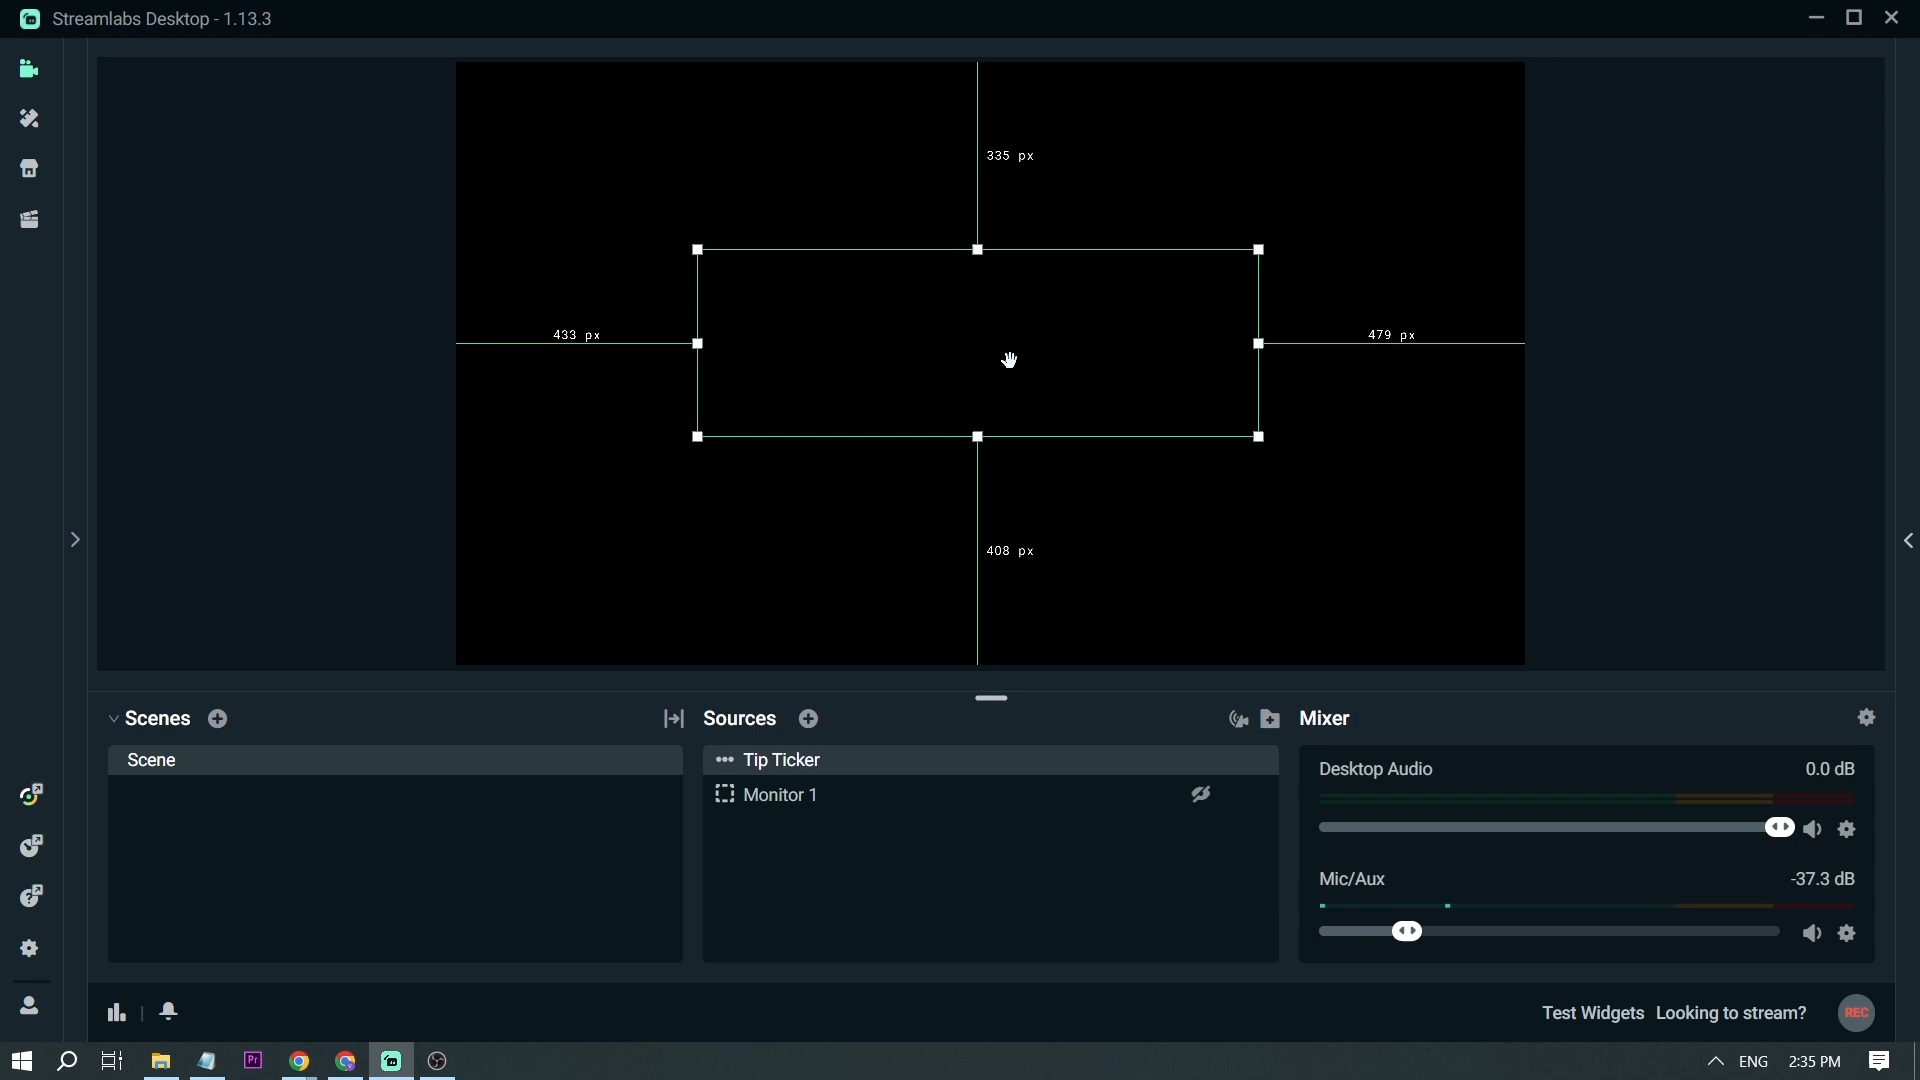 Streamlabs Desktop - 1.13.3
335 px
433 px
479 px
408 px
Scenes
Sources
Mixer
Scene
Tip Ticker
Monitor 1
Desktop Audio
0.0 dB
Mic/Aux
-37.3 dB
Test Widgets
Looking to stream?
REC
Pr
ENG
2:35 PM